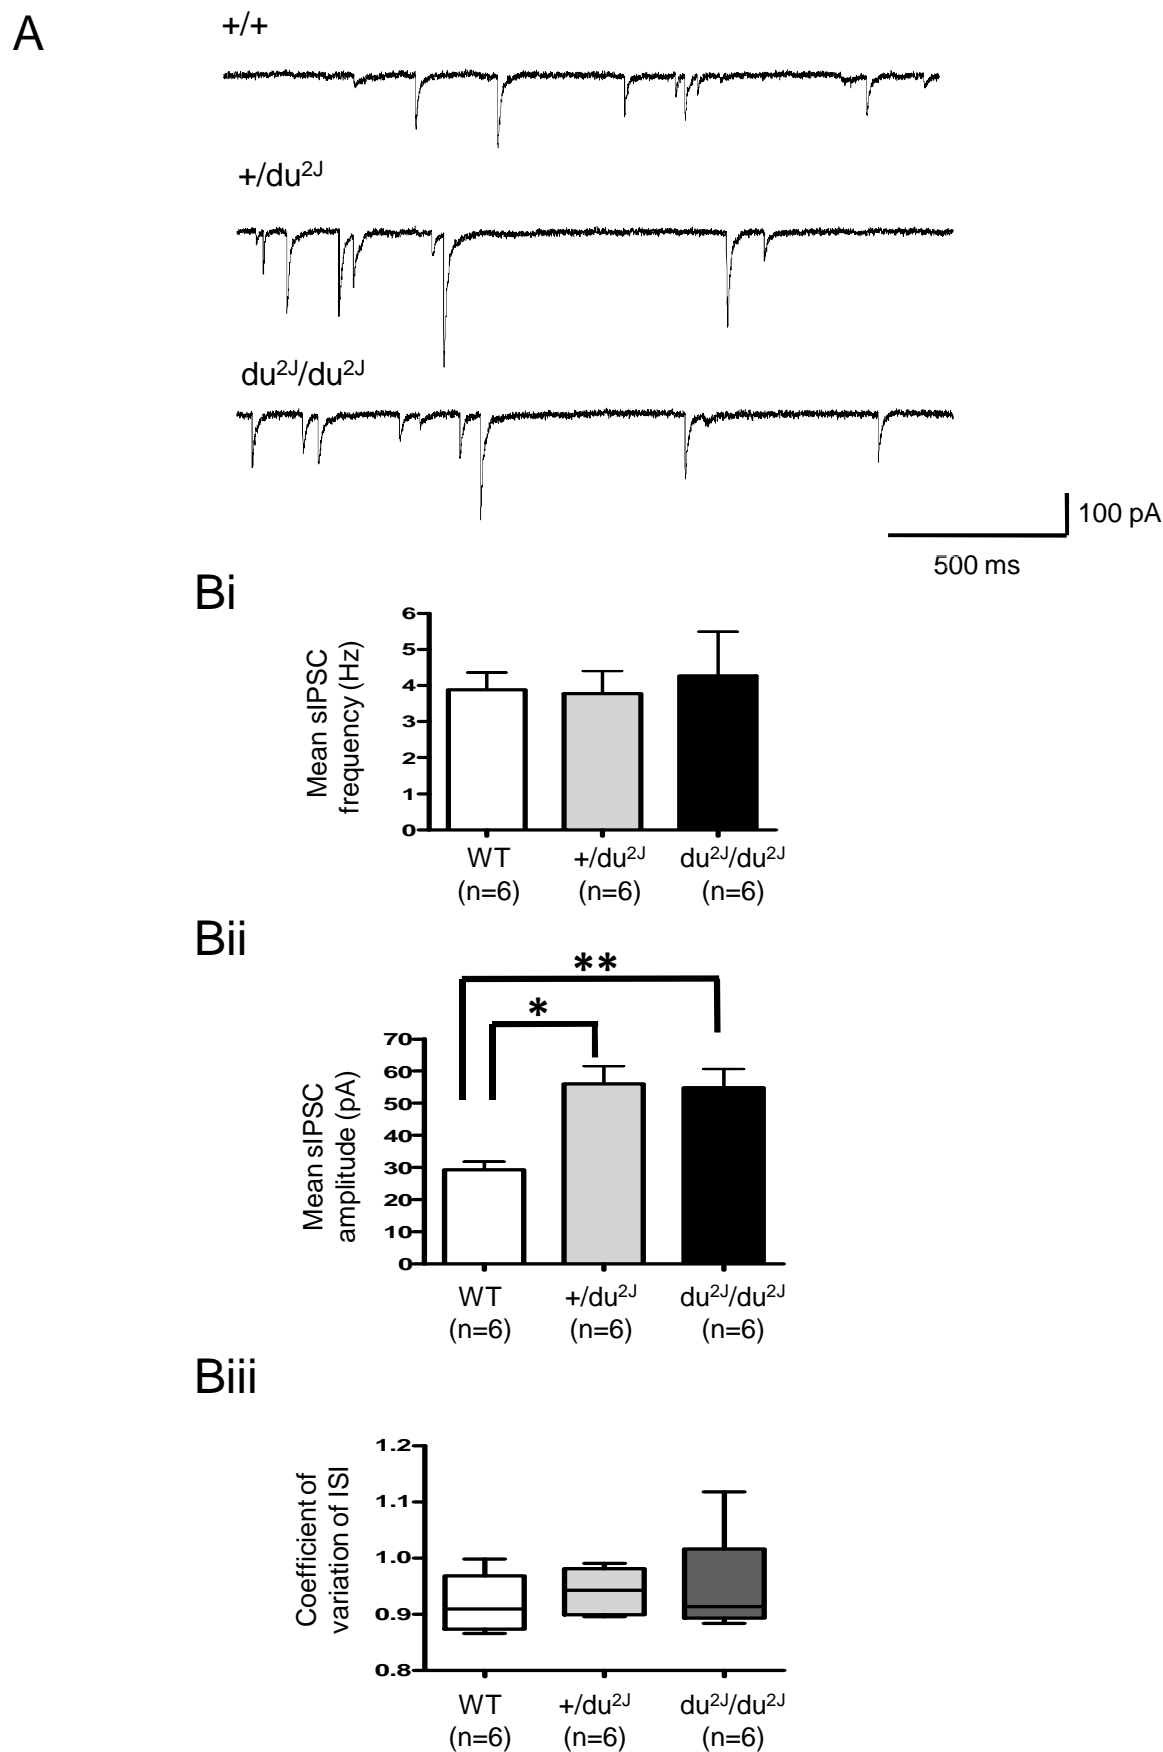 A
+/+
+/du2J
du2J/du2J
100 pA
500 ms
Bi
Mean sIPSC
frequency (Hz)
6
5
4
3
2
1
0
WT +/du2J du2J/du2J
(n=6) (n=6) (n=6)
Bii
**
*
Mean sIPSC
amplitude (pA)
70
60
50
40
30
20
10
0
WT +/du2J du2J/du2J
(n=6) (n=6) (n=6)
Biii
Coefficient of
variation of ISI
1.2
1.1
1.0
0.9
0.8
WT +/du2J du2J/du2J
(n=6) (n=6) (n=6)